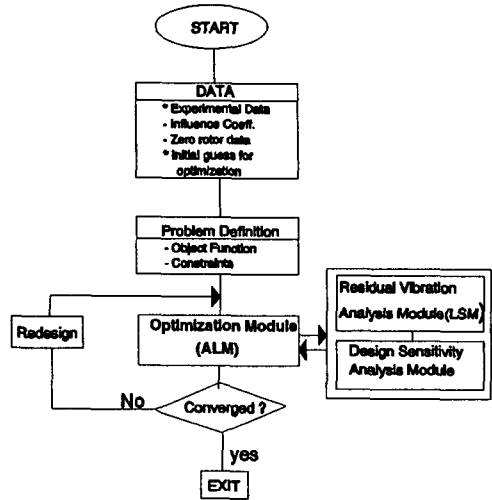 START
DATA
* Experimental Data
- Influence Coeff.
- Zero rotor data
* Initial guess for
optimization
Problem Definition
- Object Function
- Constraints
Residual Vibration
Analysis Module(LSM)
Design Sensitivity
Analysis Module
Redesign
Optimization Module
(ALM)
No
Converged ?
yes
EXIT